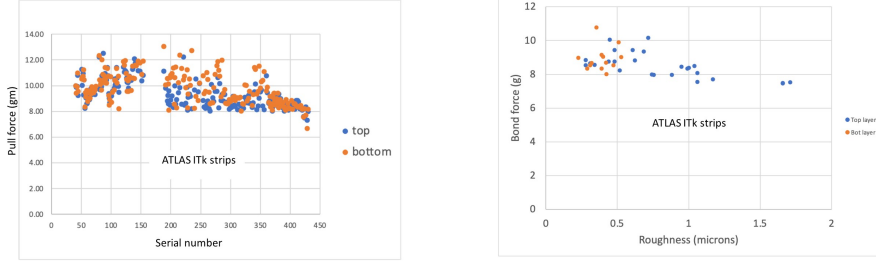 14.00
12.00
10.00
8.00
6.00
4.00
2.00
0.00
Pull force (gm)
ATLAS ITk strips
0 50 100 150 200 250 300 350 400 450
Serial number
top
bottom
12
10
8
6
4
2
0
Bond force (g)
ATLAS ITk strips
0 0.5 1 1.5 2
Roughness (microns)
Top layer
Bot layer